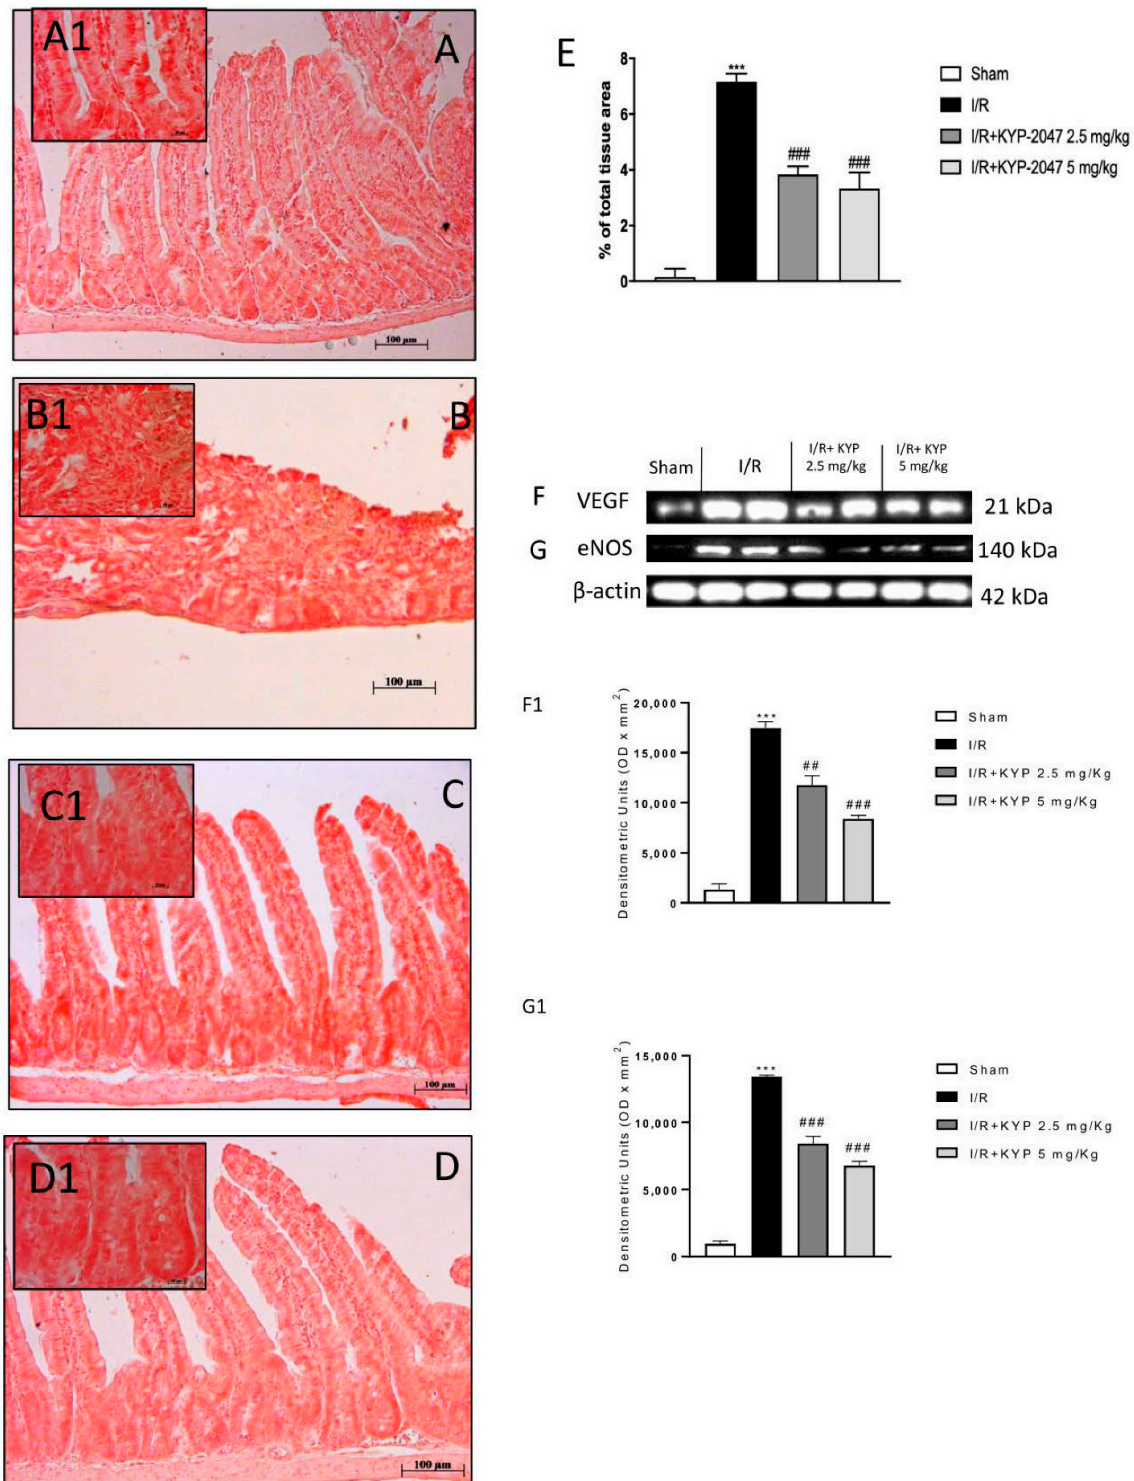 A1
A
100 µm
B1
B
100 µm
C1
C
100 µm
D1
D
100 µm
E
% of total tissue area
8
6
4
2
0
***
###
###
Sham
I/R
I/R+KYP-2047 2.5 mg/kg
I/R+KYP-2047 5 mg/kg
Sham
I/R
I/R+ KYP
2.5 mg/kg
I/R+ KYP
5 mg/kg
F VEGF 21 kDa
G eNOS 140 kDa
β-actin 42 kDa
F1
Densitometric Units (OD x mm²)
20,000
15,000
10,000
5,000
0
***
##
###
Sham
I/R
I/R+KYP 2.5 mg/Kg
I/R+KYP 5 mg/Kg
G1
Densitometric Units (OD x mm²)
15,000
10,000
5,000
0
***
###
###
Sham
I/R
I/R+KYP 2.5 mg/Kg
I/R+KYP 5 mg/Kg